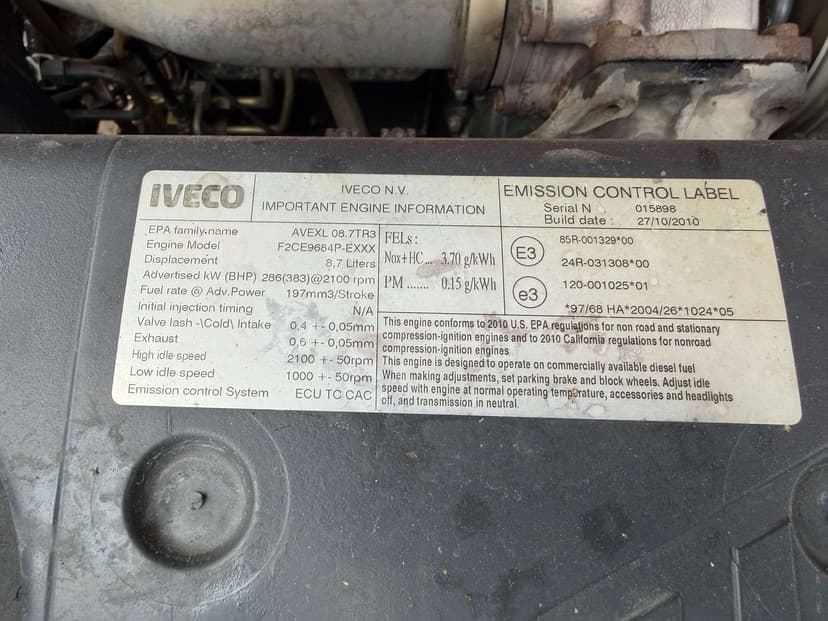 IVECO
IVECO N.V.
IMPORTANT ENGINE INFORMATION
EMISSION CONTROL LABEL
Serial N 015898
Build date : 27/10/2010
EPA family.name AVEXL 08.7TR3
Engine Model F2CE9684P-EXXX
Displacement 8,7 Liters
Advertised kW (BHP) 286(383)@2100 rpm
Fuel rate @ Adv.Power 197mm3/Stroke
Initial injection timing N/A
Valve lash -\Cold\ Intake 0,4 +- 0,05mm
Exhaust 0,6 +- 0,05mm
High idle speed 2100 +- 50rpm
Low idle speed 1000 +- 50rpm
Emission control System ECU TC CAC
FELs:
Nox+HC... 3.70 g/kWh
PM ....... 0.15 g/kWh
E3
e3
85R-001329*00
24R-031308*00
120-001025*01
*97/68 HA*2004/26*1024*05
This engine conforms to 2010 U.S. EPA regulations for non road and stationary
compression-ignition engines and to 2010 California regulations for nonroad
compression-ignition engines
This engine is designed to operate on commercially available diesel fuel
When making adjustments, set parking brake and block wheels. Adjust idle
speed with engine at normal operating temperature, accessories and headlights
off, and transmission in neutral.